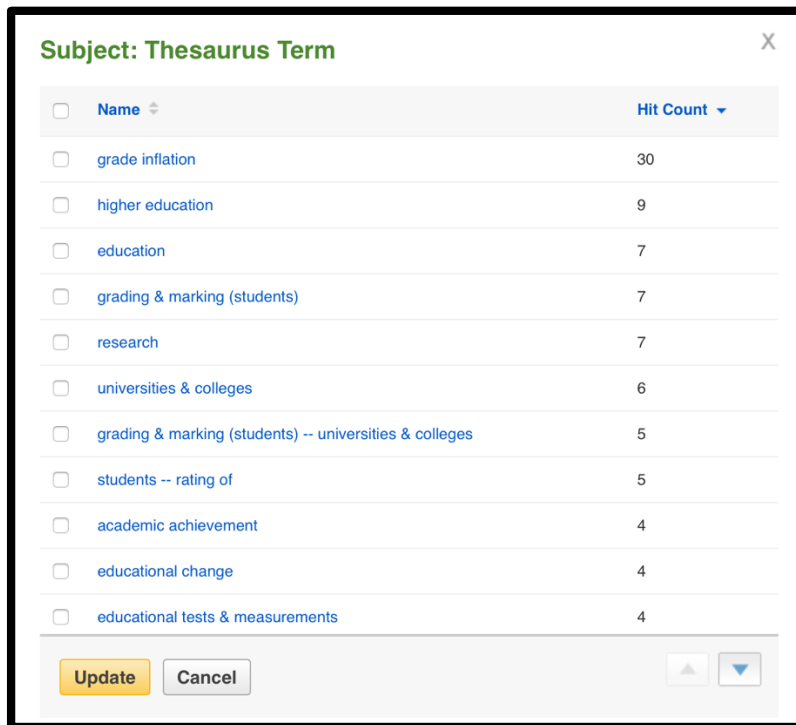 Subject: Thesaurus Term
X
Name Hit Count
grade inflation 30
higher education 9
education 7
grading & marking (students) 7
research 7
universities & colleges 6
grading & marking (students) -- universities & colleges 5
students -- rating of 5
academic achievement 4
educational change 4
educational tests & measurements 4
Update Cancel